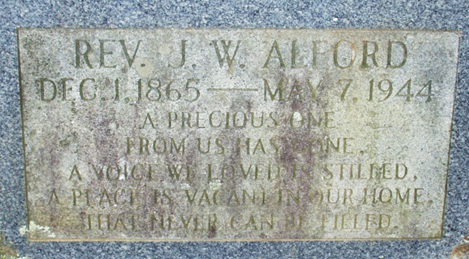 REV. J. W. ALFORD
DEC. 1, 1865 — MAY 7, 1944
A PRECIOUS ONE
FROM US HAS GONE,
A VOICE WE LOVED IS STILLED,
A PLACE IS VACANT IN OUR HOME,
THAT NEVER CAN BE FILLED.